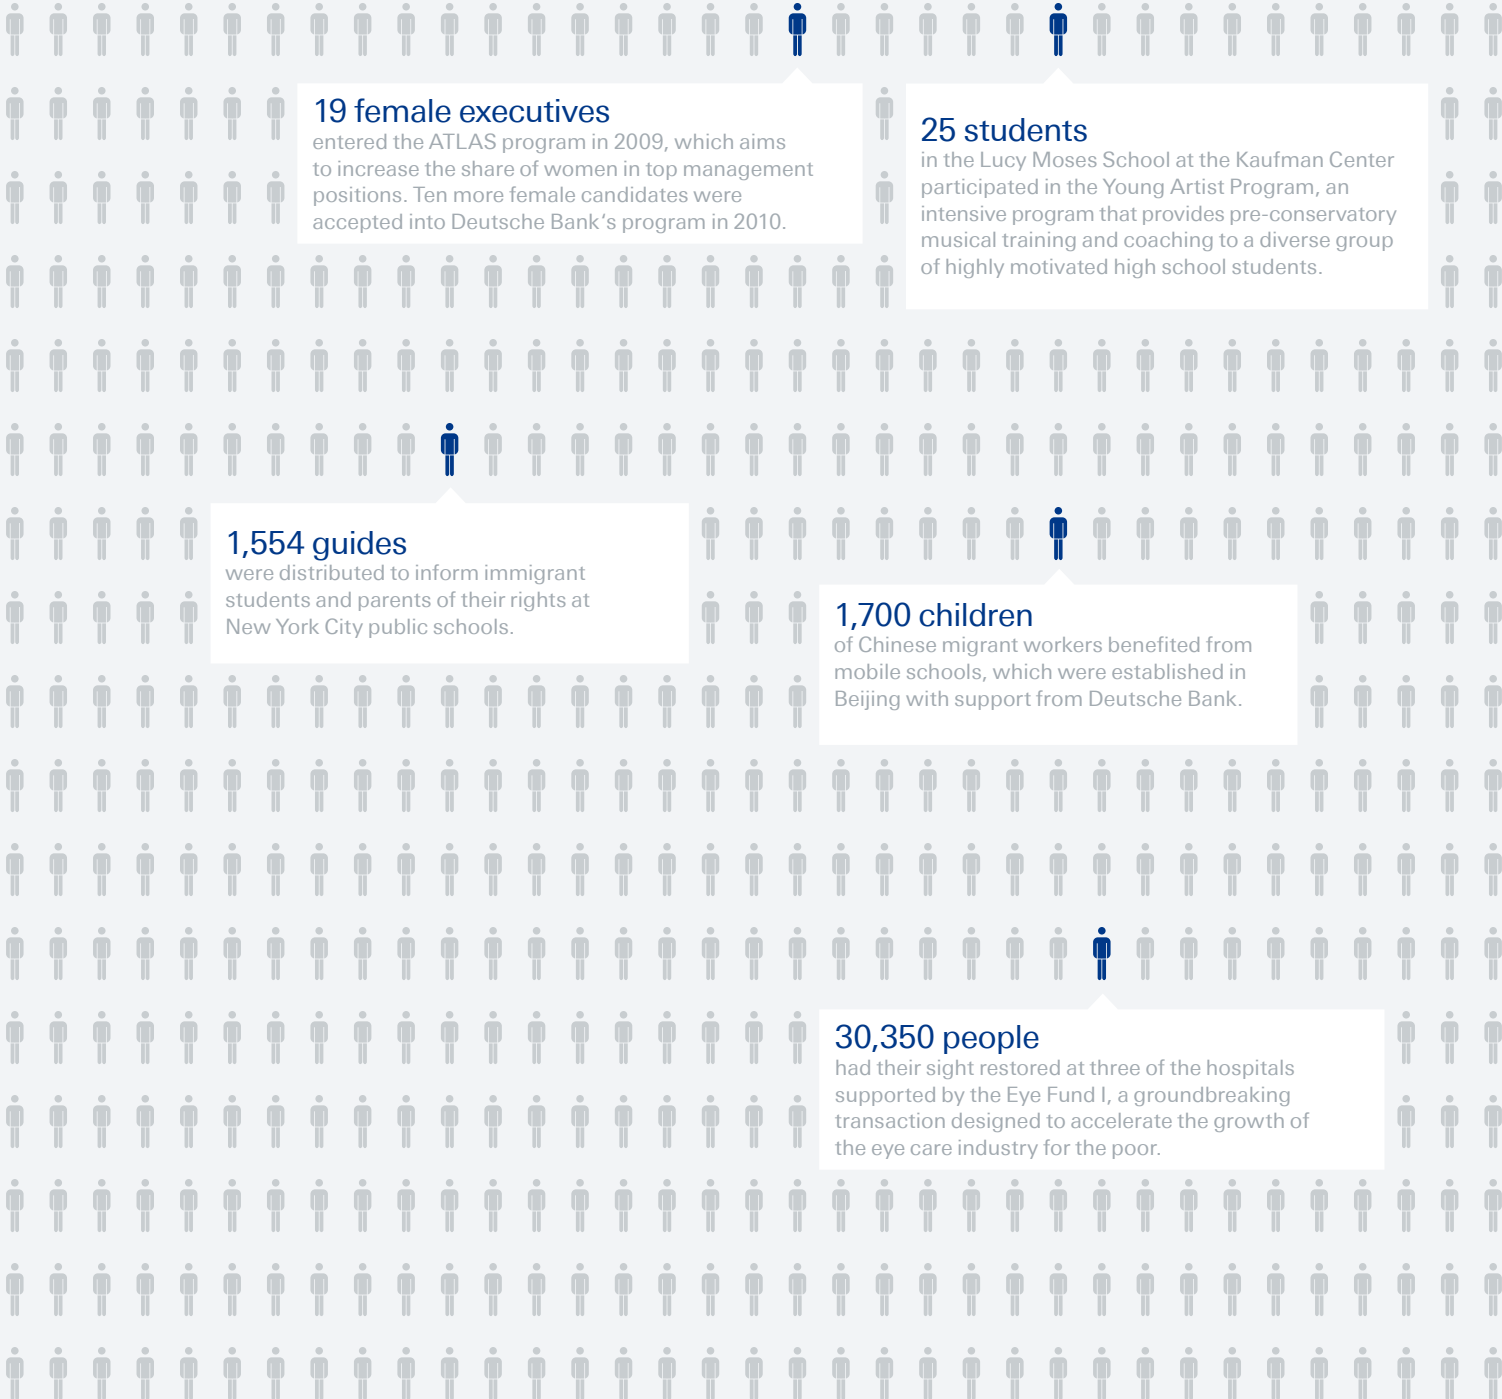 19 female executives
entered the ATLAS program in 2009, which aims
to increase the share of women in top management
positions. Ten more female candidates were
accepted into Deutsche Bank‘s program in 2010.
25 students
in the Lucy Moses School at the Kaufman Center
participated in the Young Artist Program, an
intensive program that provides pre-conservatory
musical training and coaching to a diverse group
of highly motivated high school students.
1,554 guides
were distributed to inform immigrant
students and parents of their rights at
New York City public schools.
1,700 children
of Chinese migrant workers benefited from
mobile schools, which were established in
Beijing with support from Deutsche Bank.
30,350 people
had their sight restored at three of the hospitals
supported by the Eye Fund I, a groundbreaking
transaction designed to accelerate the growth of
the eye care industry for the poor.